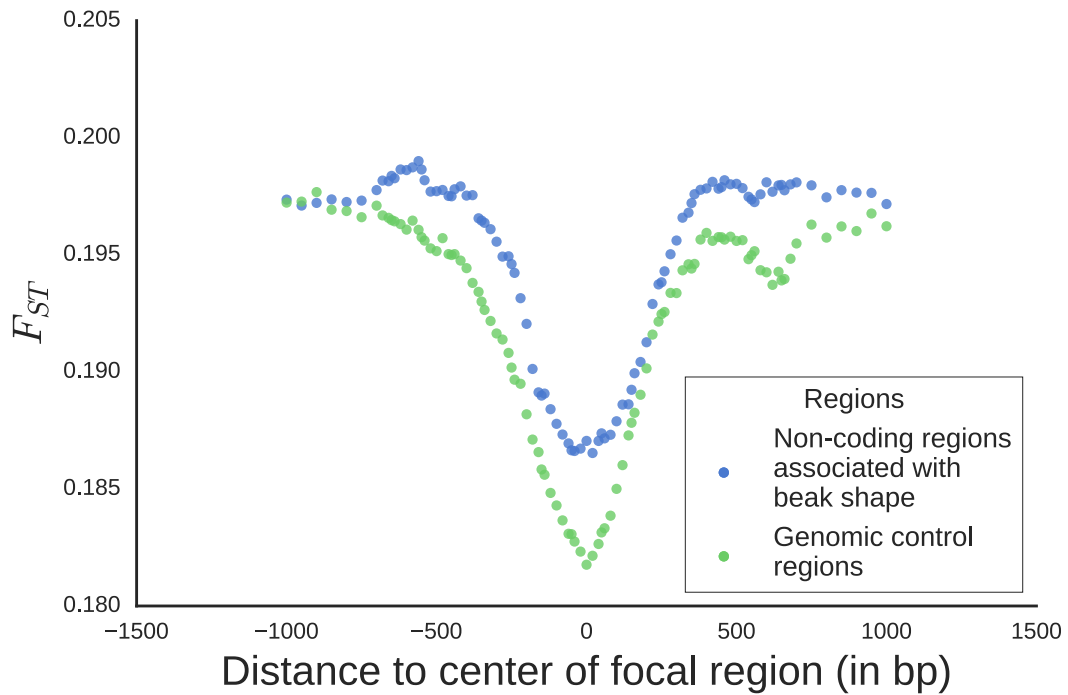 0.205
0.200
0.195
0.190
0.185
0.180
F_ST
−1500
−1000
−500
0
500
1000
1500
Distance to center of focal region (in bp)
Regions
Non-coding regions
associated with
beak shape
Genomic control
regions